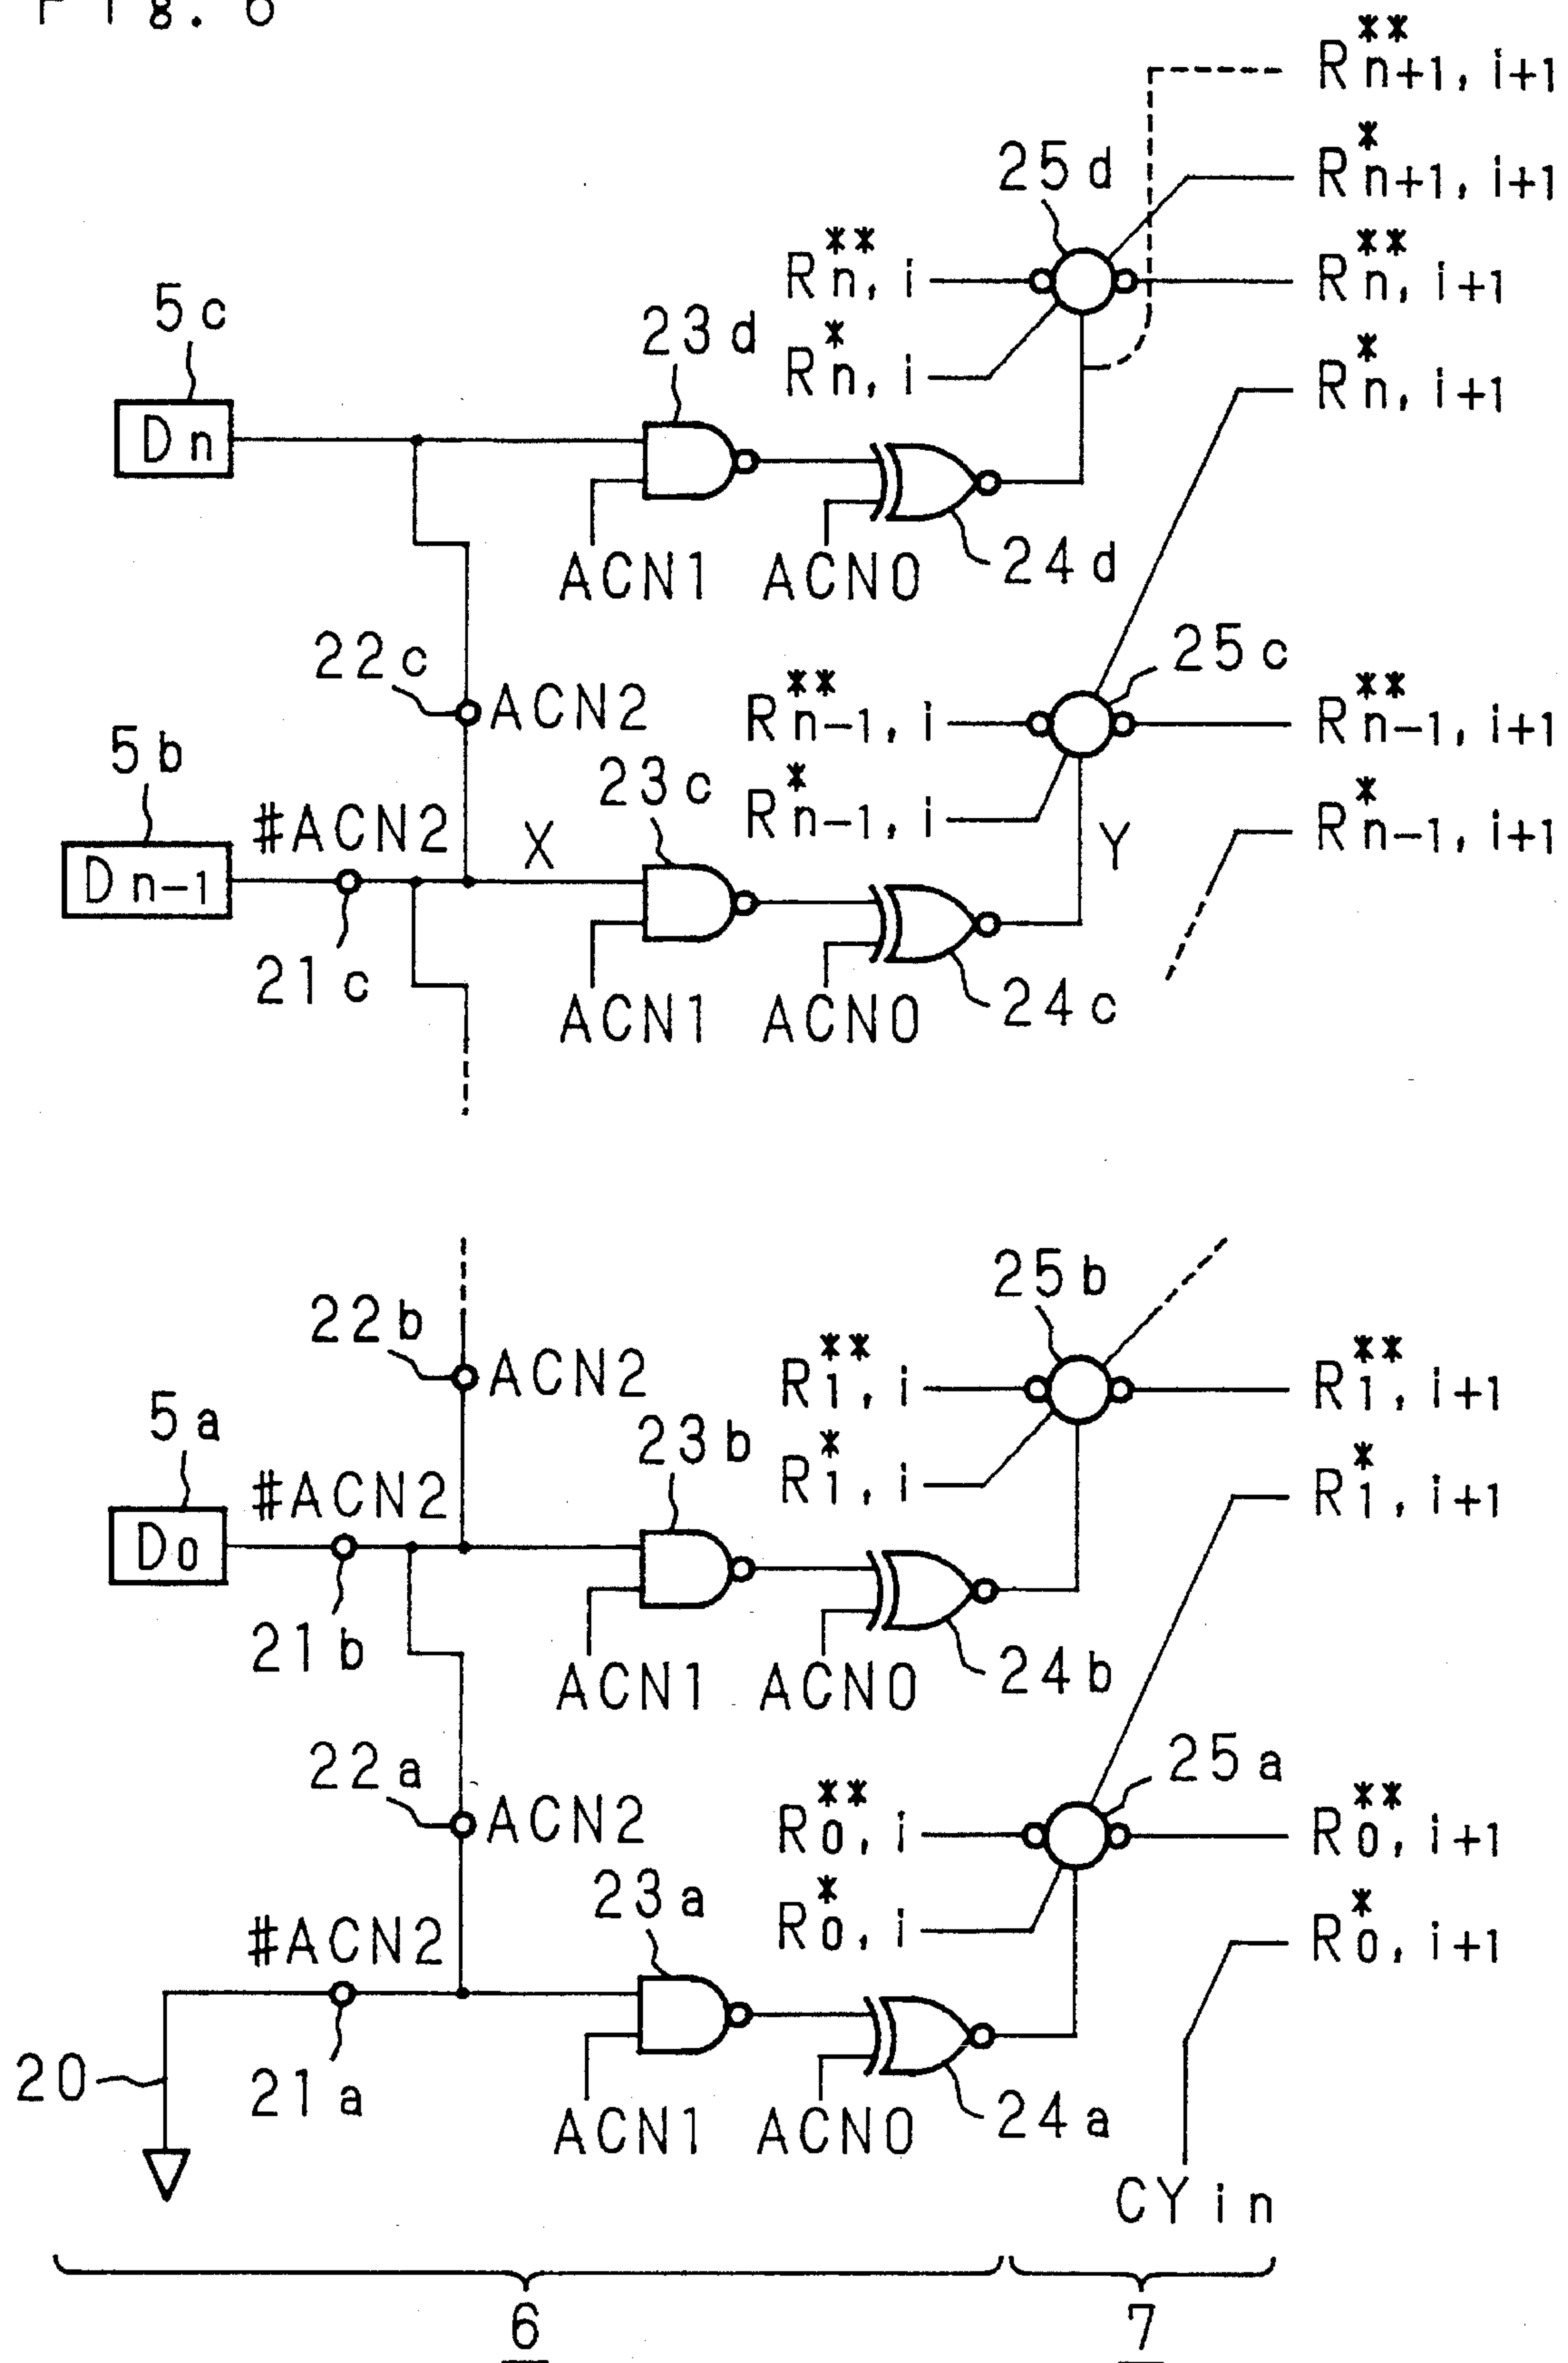 Fig. 6
R**n+1, i+1
25d
R*n+1, i+1
R**n, i
R**n, i+1
5c
23d
R*n, i
R*n, i+1
Dn
ACN1
ACN0
24d
22c
25c
ACN2
R**n-1, i
R**n-1, i+1
5b
23c
#ACN2
X
R*n-1, i
Y
R*n-1, i+1
Dn-1
21c
ACN1
ACN0
24c
25b
22b
ACN2
R**1, i
R**1, i+1
5a
23b
#ACN2
R*1, i
R*1, i+1
D0
21b
ACN1
ACN0
24b
22a
25a
ACN2
R**0, i
R**0, i+1
23a
#ACN2
R*0, i
R*0, i+1
20
21a
ACN1
ACN0
24a
CYin
6
7